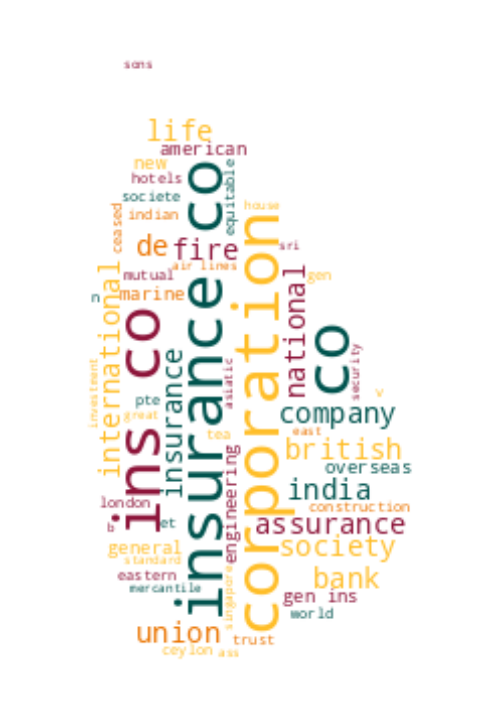 sons
life
american
new
hotels
societe
indian
ceased
equitable
house
de
fire
sri
air lines
mutual
gen
marine
n
international
insurance co
corporation
national
ins co
co
security
insurance
investment
asiatic
v
pte
great
company
tea
east
british
overseas
engineering
india
london
construction
br
et
assurance
general
society
standard
eastern
bank
mercantile
singapore
gen ins
world
union
trust
ceylon
ass